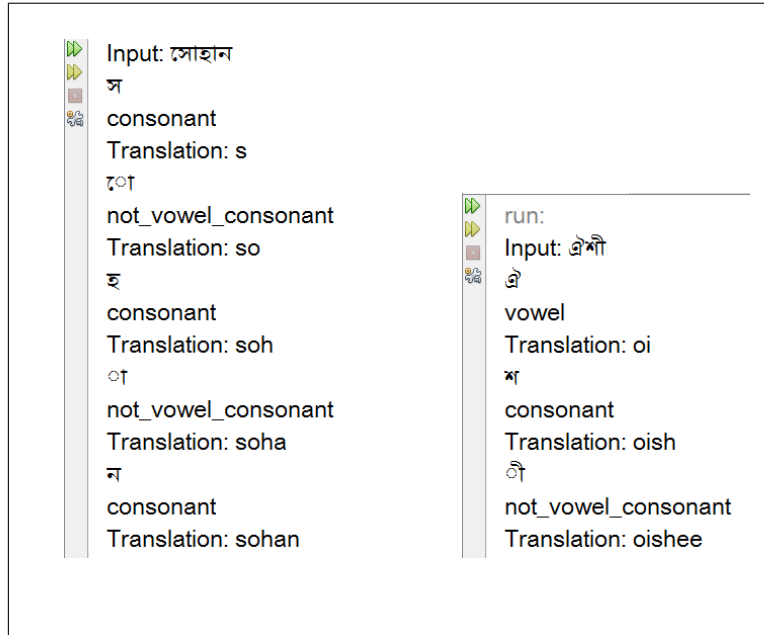 Input: সোহান
স
consonant
Translation: s
ো
not_vowel_consonant
Translation: so
হ
consonant
Translation: soh
া
not_vowel_consonant
Translation: soha
ন
consonant
Translation: sohan
run:
Input: ঐশী
ঐ
vowel
Translation: oi
শ
consonant
Translation: oish
ী
not_vowel_consonant
Translation: oishee